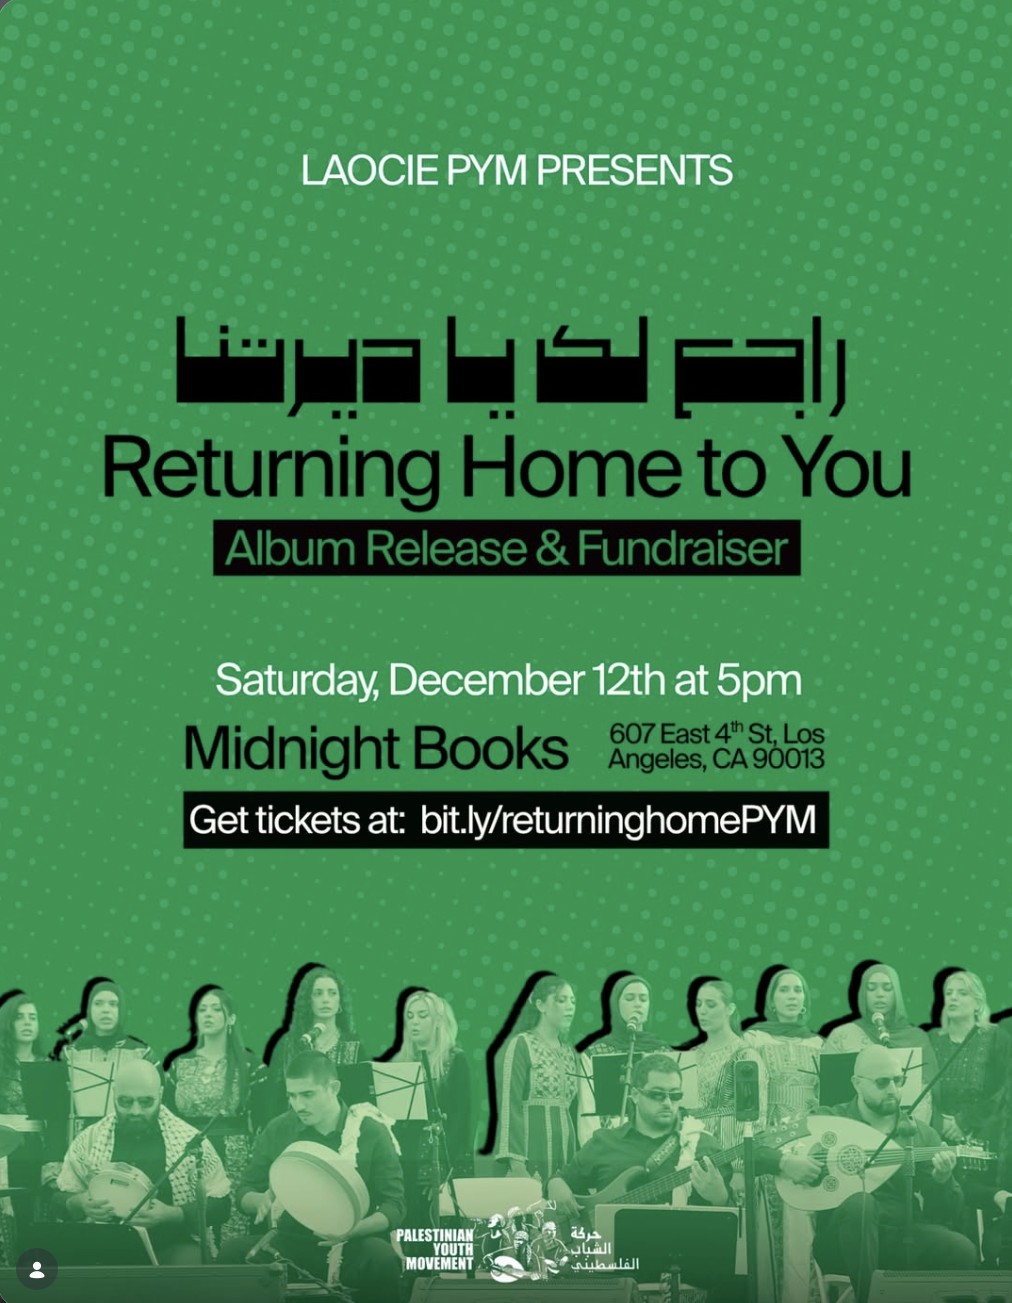 LAOCIE PYM PRESENTS
راجع لك يا ديرتنا
Returning Home to You
Album Release & Fundraiser
Saturday, December 12th at 5pm
Midnight Books
607 East 4th St, Los
Angeles, CA 90013
Get tickets at: bit.ly/returninghomePYM
PALESTINIAN
YOUTH
MOVEMENT
حركة
الشباب
الفلسطيني